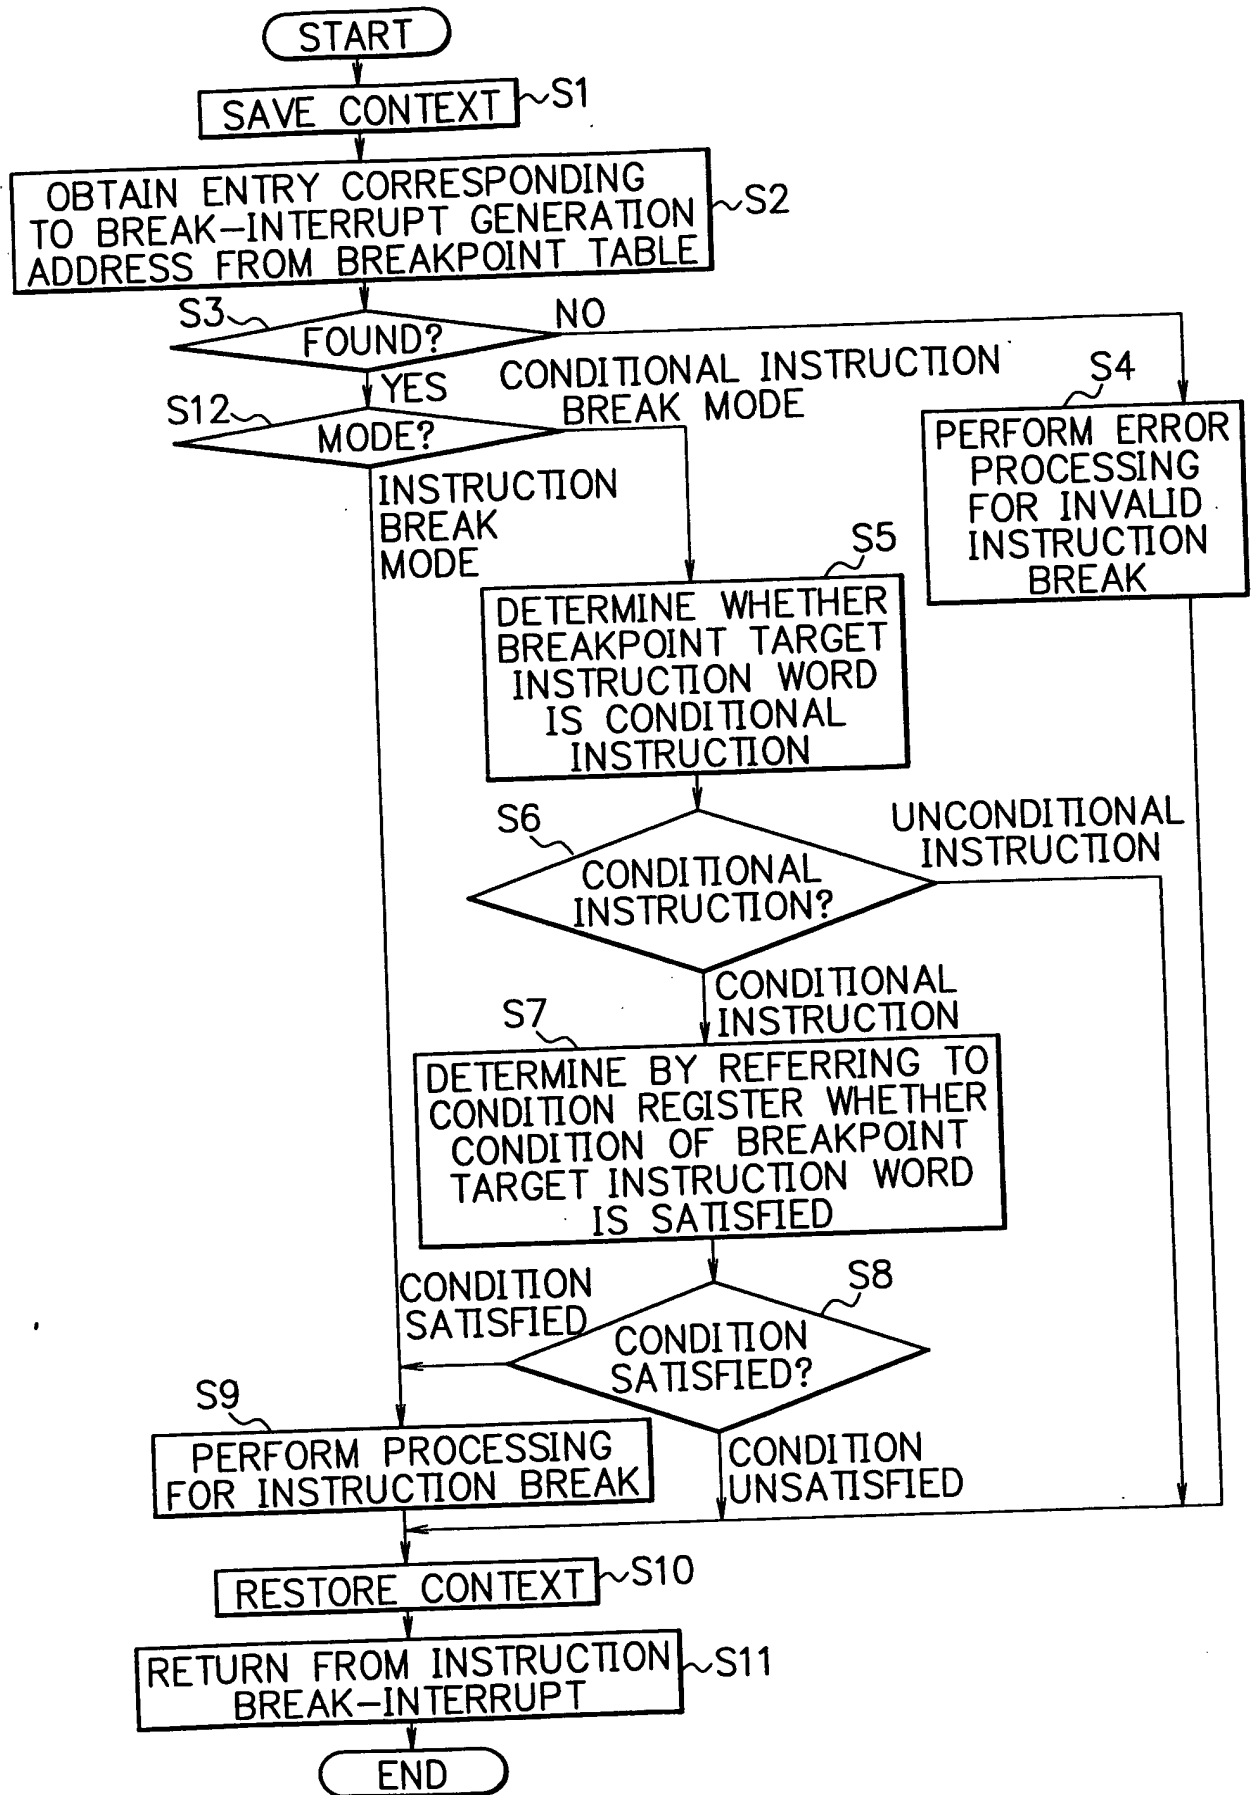 START
SAVE CONTEXT
S1
OBTAIN ENTRY CORRESPONDING
TO BREAK-INTERRUPT GENERATION
ADDRESS FROM BREAKPOINT TABLE
S2
S3
FOUND?
NO
YES
S12
MODE?
CONDITIONAL INSTRUCTION
BREAK MODE
S4
PERFORM ERROR
PROCESSING
FOR INVALID
INSTRUCTION
BREAK
INSTRUCTION
BREAK
MODE
S5
DETERMINE WHETHER
BREAKPOINT TARGET
INSTRUCTION WORD
IS CONDITIONAL
INSTRUCTION
S6
CONDITIONAL
INSTRUCTION?
UNCONDITIONAL
INSTRUCTION
CONDITIONAL
INSTRUCTION
S7
DETERMINE BY REFERRING TO
CONDITION REGISTER WHETHER
CONDITION OF BREAKPOINT
TARGET INSTRUCTION WORD
IS SATISFIED
CONDITION
SATISFIED
S8
CONDITION
SATISFIED?
S9
PERFORM PROCESSING
FOR INSTRUCTION BREAK
CONDITION
UNSATISFIED
RESTORE CONTEXT
S10
RETURN FROM INSTRUCTION
BREAK-INTERRUPT
S11
END